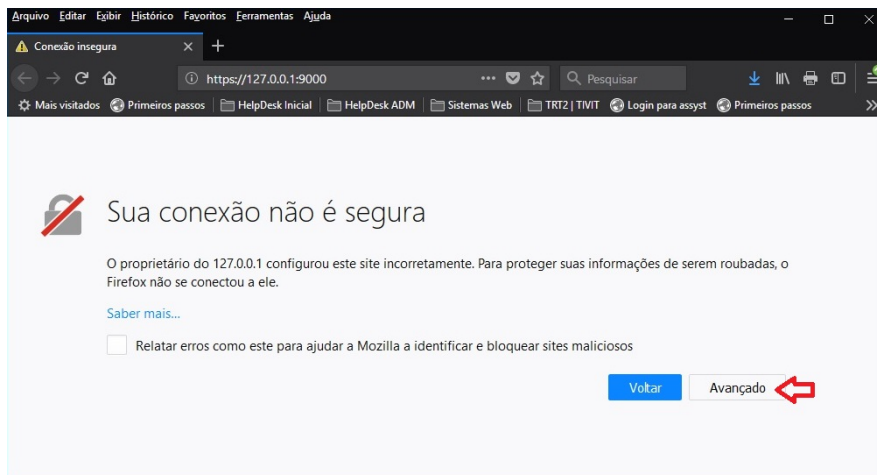 Arquivo Editar Exibir Histórico Favoritos Ferramentas Ajuda
Conexão insegura
https://127.0.0.1:9000 Pesquisar
Mais visitados Primeiros passos HelpDesk Inicial HelpDesk ADM Sistemas Web TRT2 | TIVIT Login para assyst Primeiros passos
Sua conexão não é segura
O proprietário do 127.0.0.1 configurou este site incorretamente. Para proteger suas informações de serem roubadas, o
Firefox não se conectou a ele.
Saber mais...
Relatar erros como este para ajudar a Mozilla a identificar e bloquear sites maliciosos
Voltar Avançado